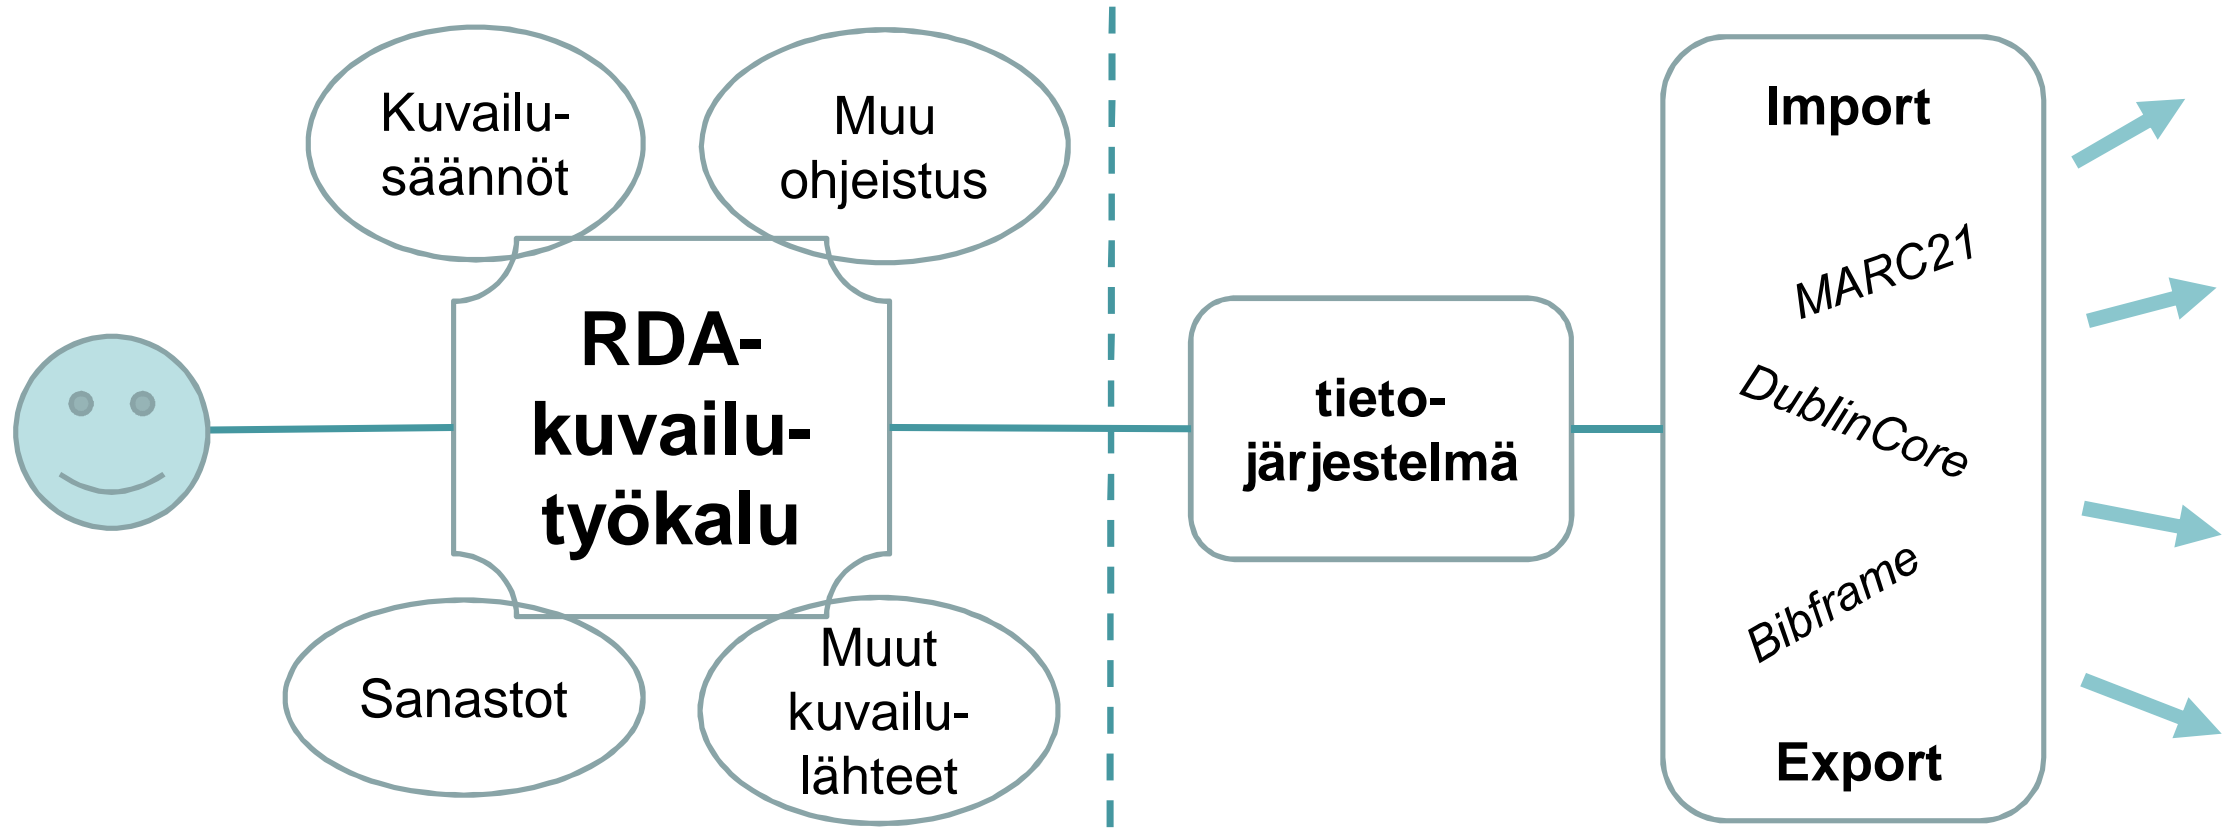 Kuvailu-
säännöt
Muu
ohjeistus
RDA-
kuvailu-
työkalu
Sanastot
Muut
kuvailu-
lähteet
tieto-
järjestelmä
Import
MARC21
DublinCore
Bibframe
Export